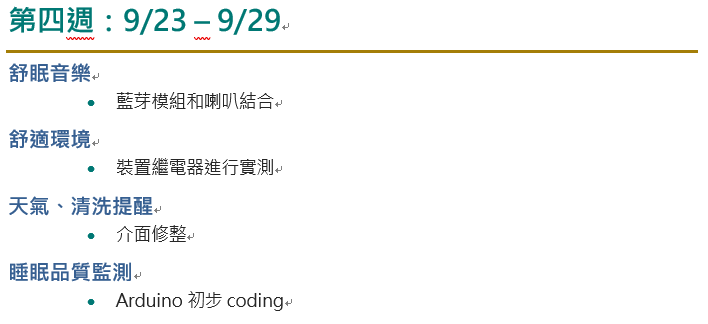 第四週：9/23 – 9/29
舒眠音樂
• 藍芽模組和喇叭結合
舒適環境
• 裝置繼電器進行實測
天氣、清洗提醒
• 介面修整
睡眠品質監測
• Arduino 初步 coding